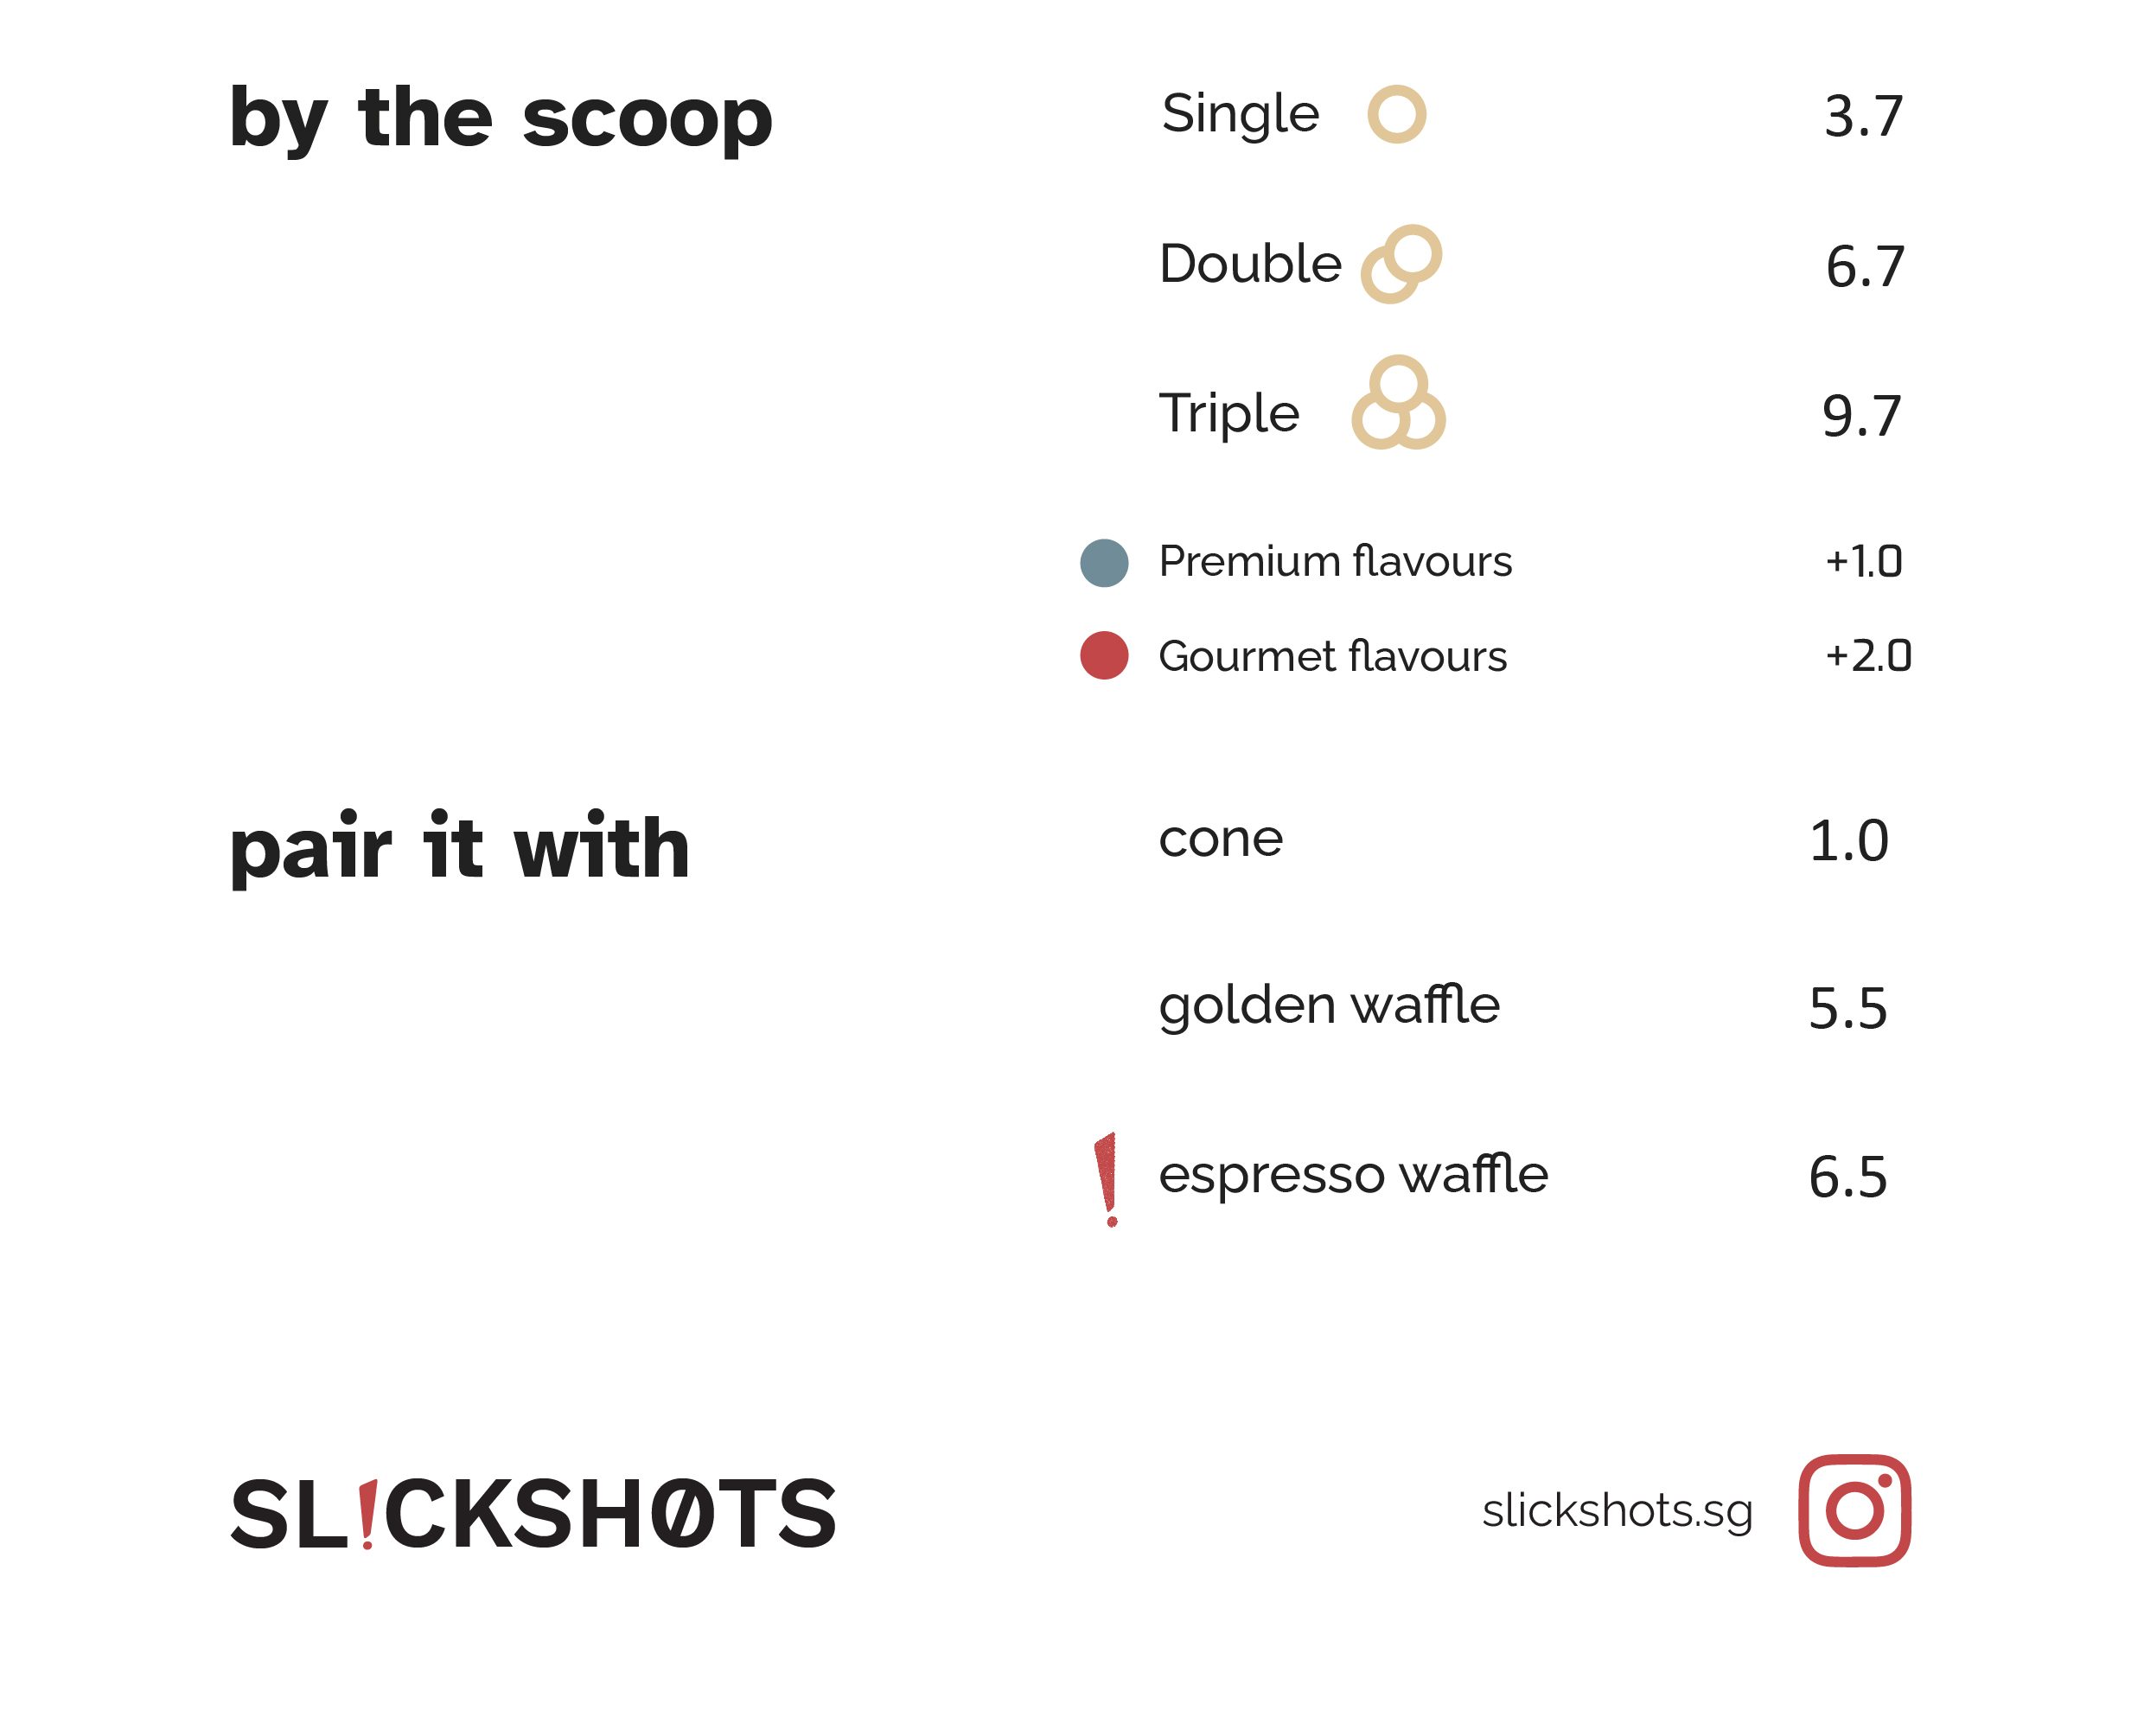 by the scoop
Single 3.7
Double 6.7
Triple 9.7
Premium flavours +1.0
Gourmet flavours +2.0
pair it with
cone 1.0
golden waffle 5.5
! espresso waffle 6.5
SL!CKSHØTS
slickshots.sg